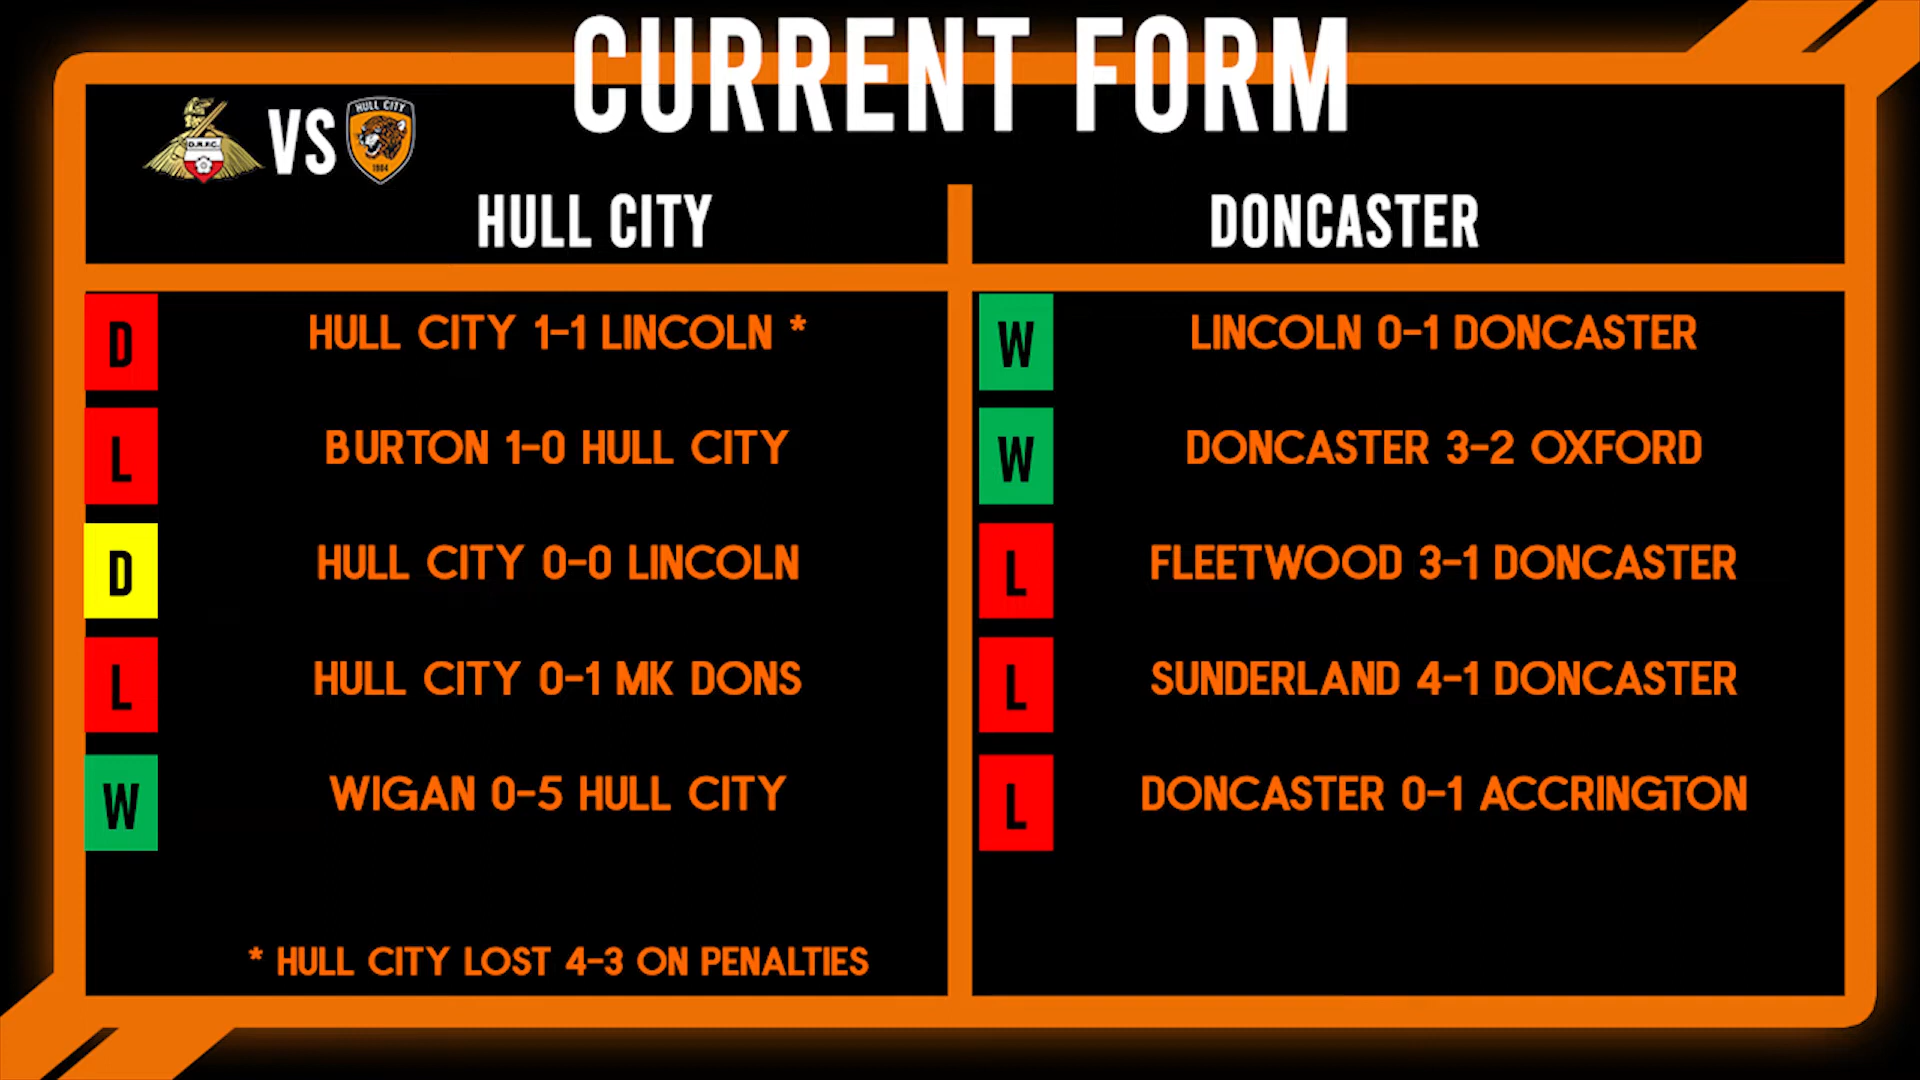 CURRENT FORM
D.R.F.C.
VS
HULL CITY
1904
HULL CITY
DONCASTER
D
HULL CITY 1-1 LINCOLN *
L
BURTON 1-0 HULL CITY
D
HULL CITY 0-0 LINCOLN
L
HULL CITY 0-1 MK DONS
W
WIGAN 0-5 HULL CITY
* HULL CITY LOST 4-3 ON PENALTIES
W
LINCOLN 0-1 DONCASTER
W
DONCASTER 3-2 OXFORD
L
FLEETWOOD 3-1 DONCASTER
L
SUNDERLAND 4-1 DONCASTER
L
DONCASTER 0-1 ACCRINGTON